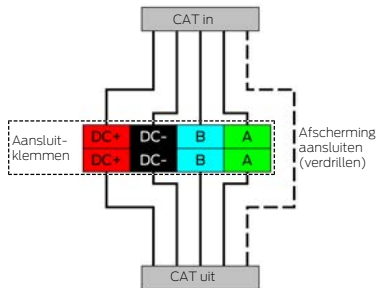 CAT in
Aansluit-
klemmen
DC+ DC- B A
DC+ DC- B A
Afscherming
aansluiten
(verdrillen)
CAT uit